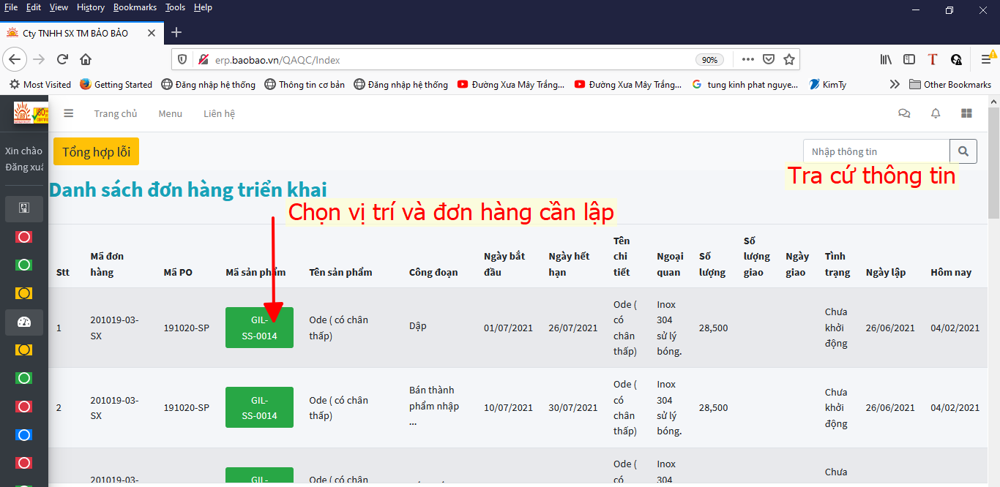 File Edit View History Bookmarks Tools Help
Cty TNHH SX TM BẢO BẢO
erp.baobao.vn/QAQC/Index 90%
Most Visited Getting Started Đăng nhập hệ thống Thông tin cơ bản Đăng nhập hệ thống Đường Xưa Mây Trắng... Đường Xưa Mây Trắng... tung kinh phat nguye... KimTy Other Bookmarks
Trang chủ Menu Liên hệ
Xin chào
Đăng xuấ
Tổng hợp lỗi
Nhập thông tin
Tra cứ thông tin
Danh sách đơn hàng triển khai
Chọn vị trí và đơn hàng cần lập
Stt Mã đơn hàng Mã PO Mã sản phẩm Tên sản phẩm Công đoạn Ngày bắt đầu Ngày hết hạn Tên chi tiết Ngoại quan Số lượng Số lượng giao Ngày giao Tình trạng Ngày lập Hôm nay
1 201019-03-SX 191020-SP GIL-SS-0014 Ode ( có chân thấp) Dập 01/07/2021 26/07/2021 Ode ( có chân thấp) Inox 304 sử lý bóng. 28,500 Chưa khởi động 26/06/2021 04/02/2021
2 201019-03-SX 191020-SP GIL-SS-0014 Ode ( có chân thấp) Bán thành phẩm nhập ... 10/07/2021 30/07/2021 Ode ( có chân thấp) Inox 304 sử lý bóng. 28,500 Chưa khởi động 26/06/2021 04/02/2021
201019-03- GIL- Ode ( có chân Ode ( có Inox 304 Chưa